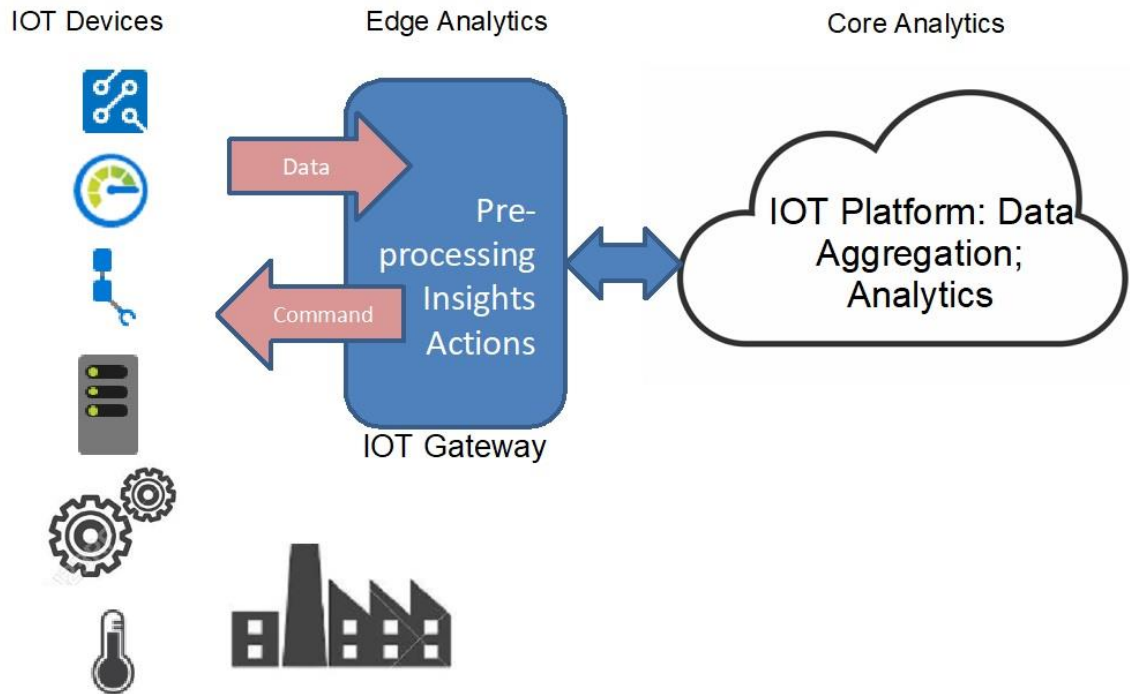 IOT Devices
Edge Analytics
Core Analytics
Data
Command
Pre-
processing
Insights
Actions
IOT Gateway
IOT Platform: Data
Aggregation;
Analytics